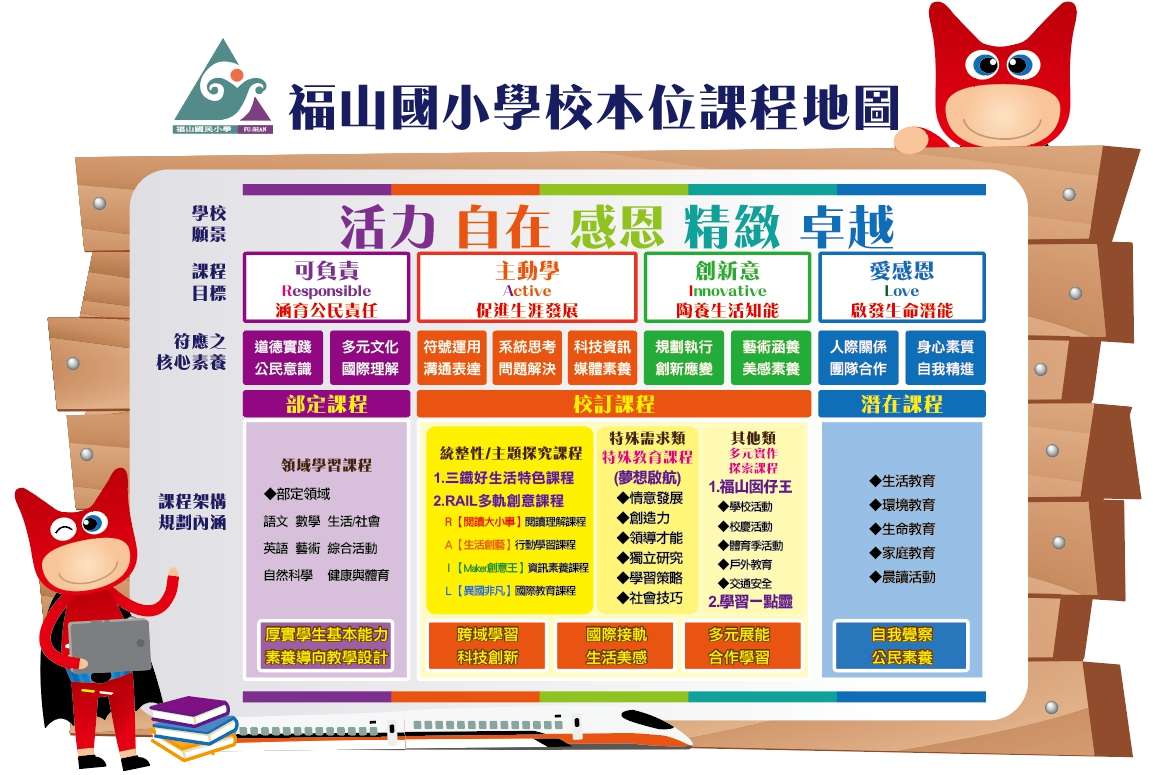 福山國小學校本位課程地圖
福山國民小學 FU-SHAN
學校
願景
活力 自在 感恩 精緻 卓越
課程
目標
可負責
Responsible
涵育公民責任
主動學
Active
促進生涯發展
創新意
Innovative
陶養生活知能
愛感恩
Love
啟發生命潛能
符應之
核心素養
道德實踐
公民意識
多元文化
國際理解
符號運用
溝通表達
系統思考
問題解決
科技資訊
媒體素養
規劃執行
創新應變
藝術涵養
美感素養
人際關係
團隊合作
身心素質
自我精進
部定課程
校訂課程
潛在課程
課程架構
規劃內涵
領域學習課程
◆部定領域
語文 數學 生活/社會
英語 藝術 綜合活動
自然科學 健康與體育
厚實學生基本能力
素養導向教學設計
統整性/主題探究課程
1.三鐵好生活特色課程
2.RAIL多軌創意課程
R【閱讀大小事】閱讀理解課程
A【生活創藝】行動學習課程
I【Maker創意王】資訊素養課程
L【異國非凡】國際教育課程
特殊需求類
特殊教育課程
(夢想啟航)
◆情意發展
◆創造力
◆領導才能
◆獨立研究
◆學習策略
◆社會技巧
其他類
多元實作
探索課程
1.福山囡仔王
◆學校活動
◆校慶活動
◆體育季活動
◆戶外教育
◆交通安全
2.學習一點靈
跨域學習
科技創新
國際接軌
生活美感
多元展能
合作學習
◆生活教育
◆環境教育
◆生命教育
◆家庭教育
◆晨讀活動
自我覺察
公民素養